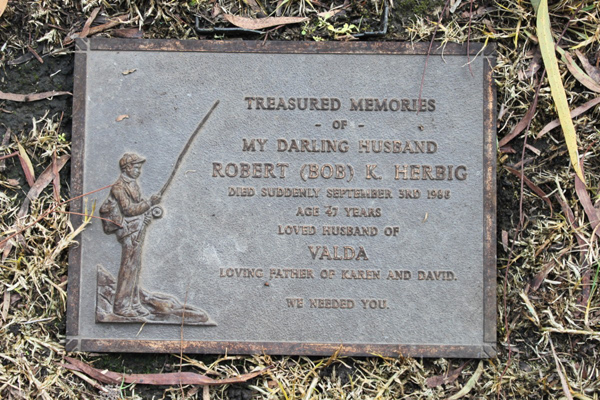 TREASURED MEMORIES
- OF -
MY DARLING HUSBAND
ROBERT (BOB) K. HERBIG
DIED SUDDENLY SEPTEMBER 3RD 1968
AGE 47 YEARS
LOVED HUSBAND OF
VALDA
LOVING FATHER OF KAREN AND DAVID.
WE NEEDED YOU.